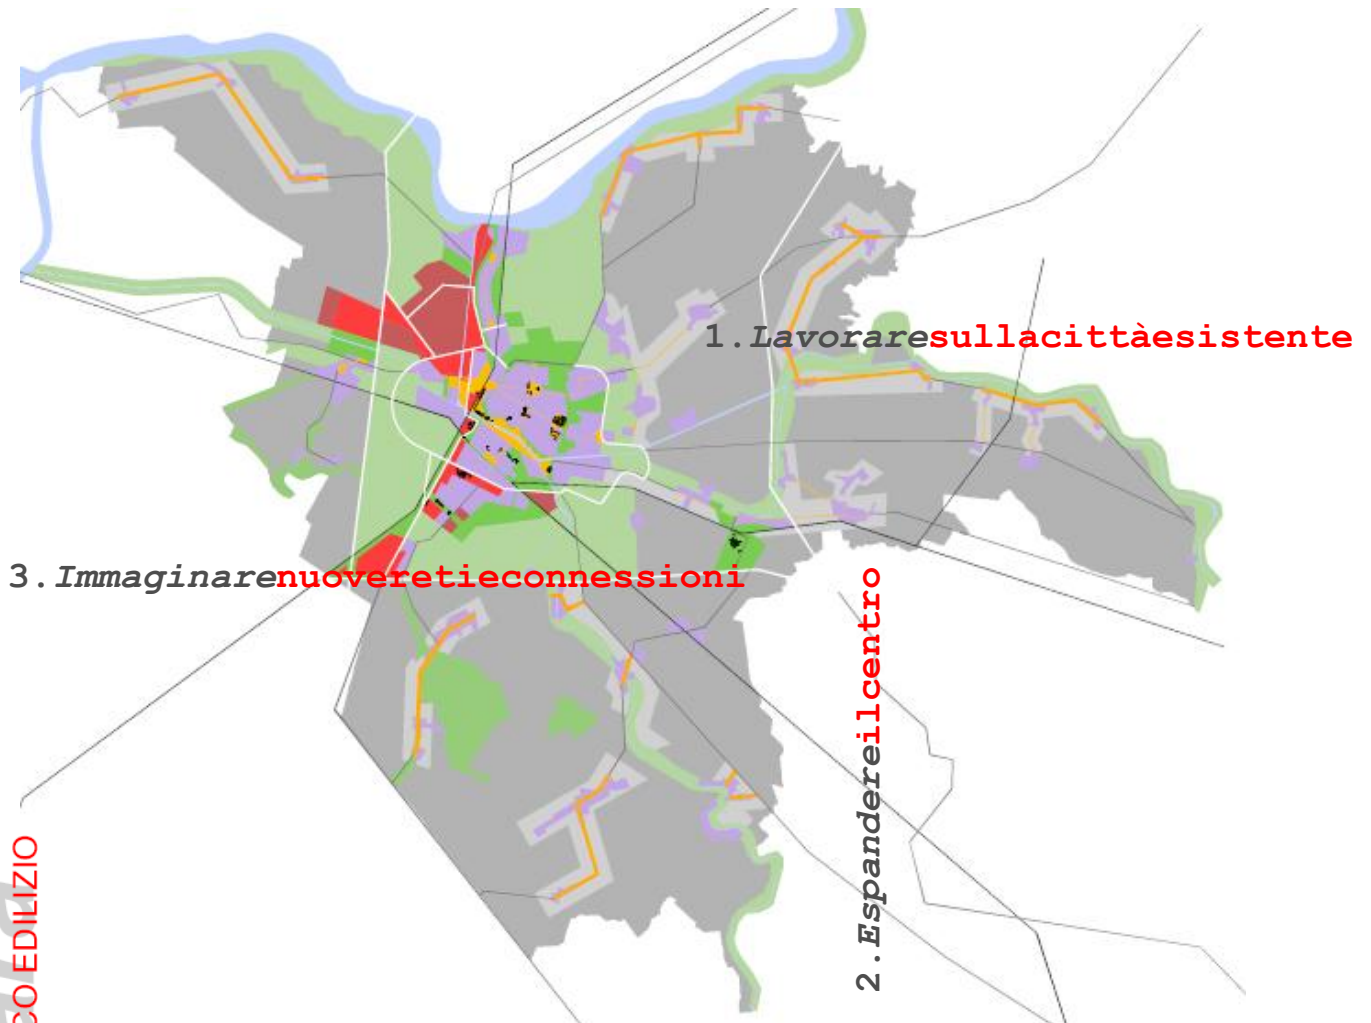 1.Lavoraresullacittàesistente
3.Immaginarenuoveretieconnessioni
2.Espandereilcentro
CO EDILIZIO